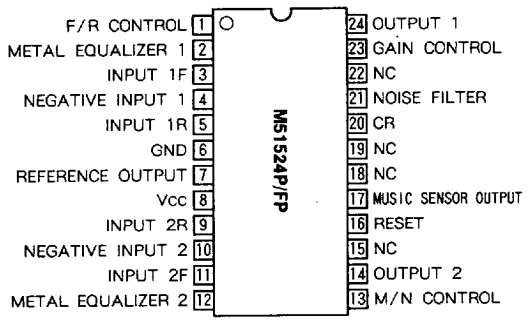 F/R CONTROL 1
METAL EQUALIZER 1 2
INPUT 1F 3
NEGATIVE INPUT 1 4
INPUT 1R 5
GND 6
REFERENCE OUTPUT 7
Vcc 8
INPUT 2R 9
NEGATIVE INPUT 2 10
INPUT 2F 11
METAL EQUALIZER 2 12
M51524P/FP
24 OUTPUT 1
23 GAIN CONTROL
22 NC
21 NOISE FILTER
20 CR
19 NC
18 NC
17 MUSIC SENSOR OUTPUT
16 RESET
15 NC
14 OUTPUT 2
13 M/N CONTROL